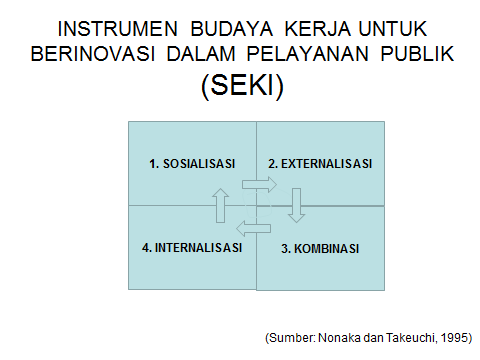 INSTRUMEN BUDAYA KERJA UNTUK
BERINOVASI DALAM PELAYANAN PUBLIK
(SEKI)
1. SOSIALISASI
2. EXTERNALISASI
4. INTERNALISASI
3. KOMBINASI
(Sumber: Nonaka dan Takeuchi, 1995)